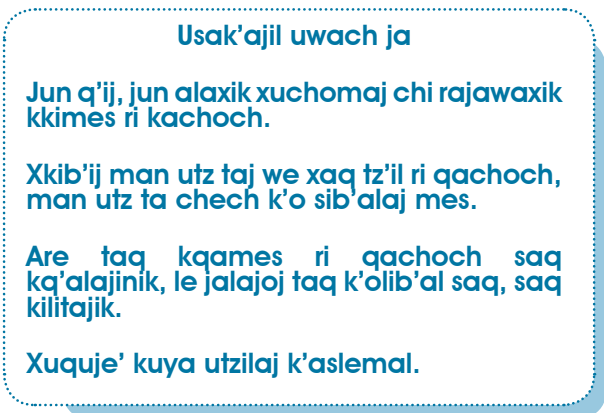 Usak'ajil uwach ja
Jun q'ij, jun alaxik xuchomaj chi rajawaxik
kkimes ri kachoch.
Xkib'ij man utz taj we xaq tz'il ri qachoch,
man utz ta chech k'o sib'alaj mes.
Are taq kqames ri qachoch saq
kq'alajinik, le jalajoj taq k'olib'al saq, saq
kilitajik.
Xuquje' kuya utzilaj k'aslemal.